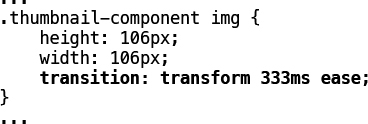 ...
.thumbnail-component img {
    height: 106px;
    width: 106px;
    transition: transform 333ms ease;
}
...